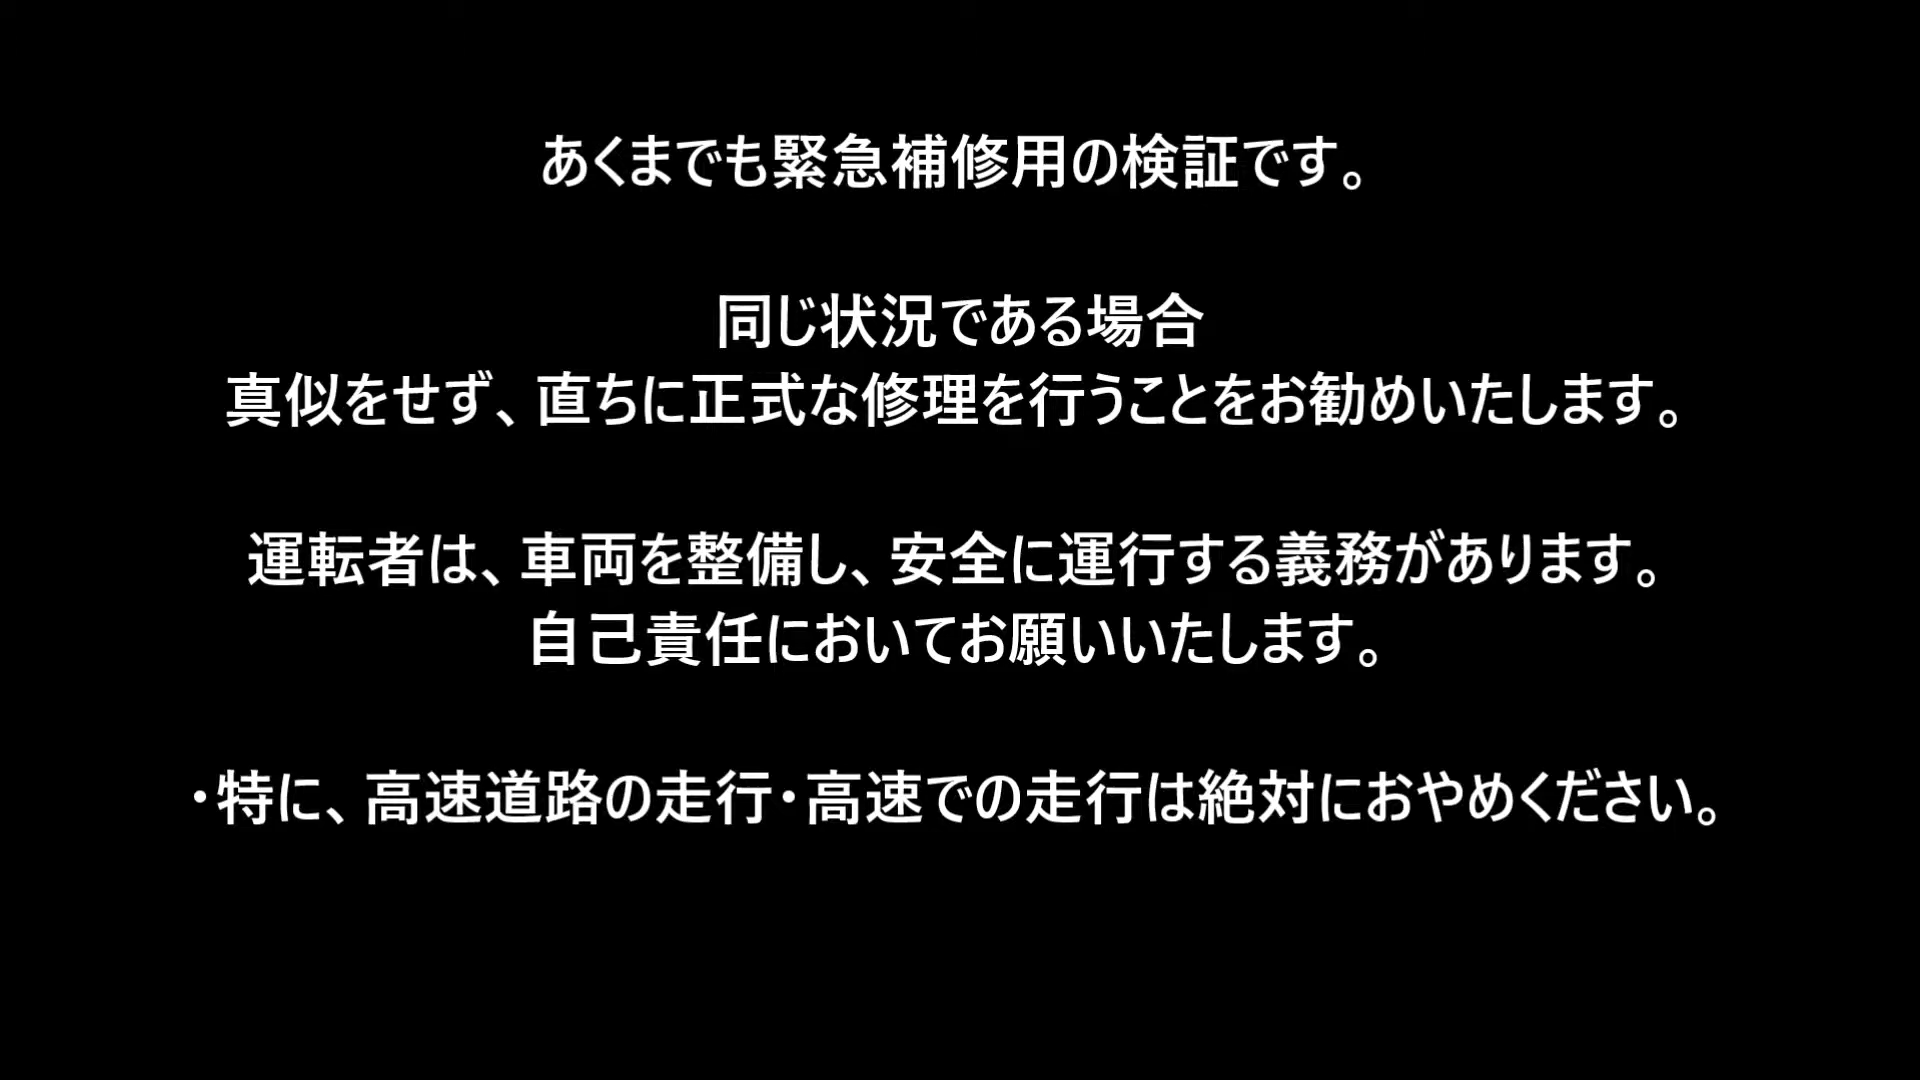 あくまでも緊急補修用の検証です。
同じ状況である場合
真似をせず、直ちに正式な修理を行うことをお勧めいたします。
運転者は、車両を整備し、安全に運行する義務があります。
自己責任においてお願いいたします。
・特に、高速道路の走行・高速での走行は絶対におやめください。